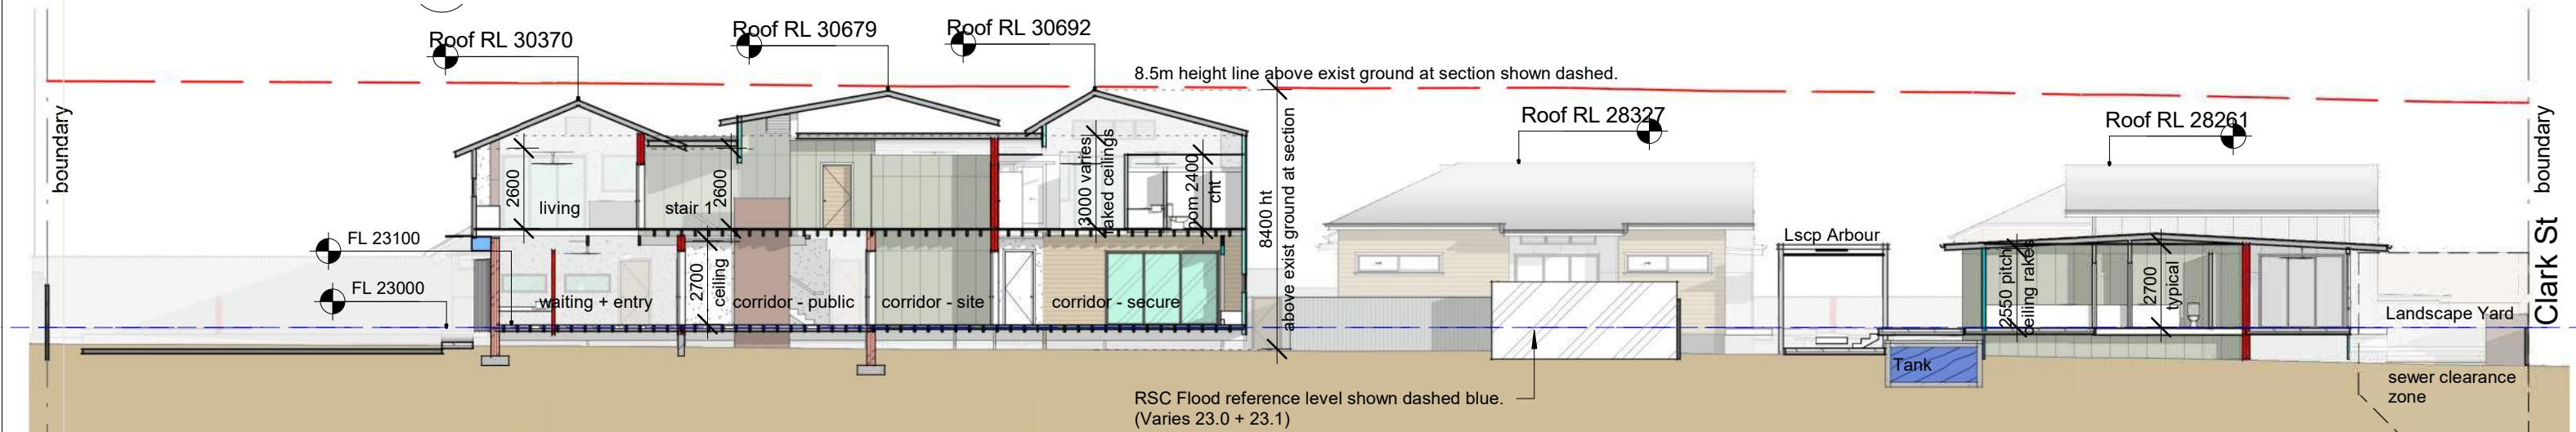 Roof RL 30370
Roof RL 30679
Roof RL 30692
8.5m height line above exist ground at section shown dashed.
Roof RL 28327
Roof RL 28261
boundary
boundary
Clark St
2600
living
stair 1
2600
3000 varies
raked ceilings
nom 2400
cht
8400 ht
above exist ground at section
FL 23100
FL 23000
waiting + entry
2700
ceiling
corridor - public
corridor - site
corridor - secure
Lscp Arbour
2550 pitch
ceiling rakes
2700
typical
Landscape Yard
Tank
RSC Flood reference level shown dashed blue.
(Varies 23.0 + 23.1)
sewer clearance
zone